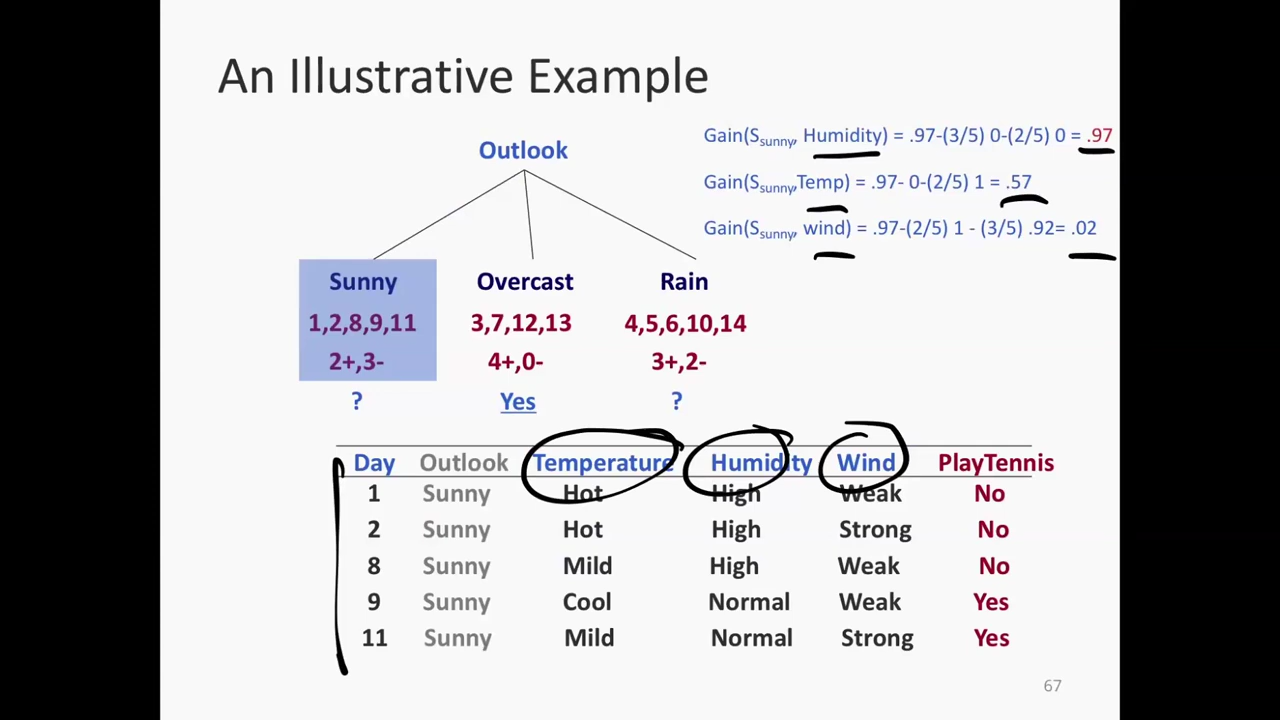 An Illustrative Example
Outlook
Gain(Ssunny, Humidity) = .97-(3/5) 0-(2/5) 0 = .97
Gain(Ssunny,Temp) = .97- 0-(2/5) 1 = .57
Gain(Ssunny, wind) = .97-(2/5) 1 - (3/5) .92= .02
Sunny Overcast Rain
1,2,8,9,11 3,7,12,13 4,5,6,10,14
2+,3- 4+,0- 3+,2-
? Yes ?
Day Outlook Temperature Humidity Wind PlayTennis
1 Sunny Hot High Weak No
2 Sunny Hot High Strong No
8 Sunny Mild High Weak No
9 Sunny Cool Normal Weak Yes
11 Sunny Mild Normal Strong Yes
67